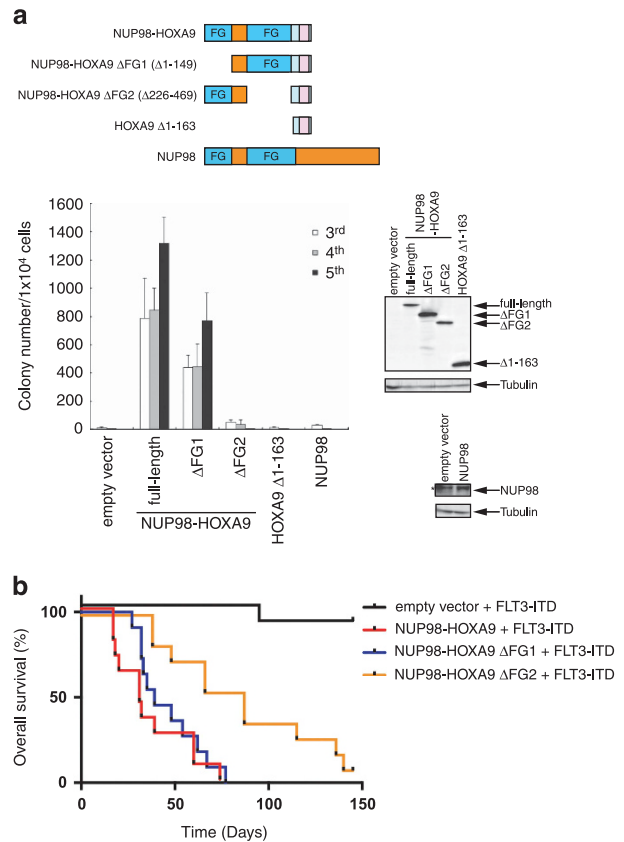 a
NUP98-HOXA9 FG FG
NUP98-HOXA9 ΔFG1 (Δ1-149) FG
NUP98-HOXA9 ΔFG2 (Δ226-469) FG
HOXA9 Δ1-163
NUP98 FG FG
Colony number/1x10⁴ cells
1600
1400
1200
1000
800
600
400
200
0
3rd
4th
5th
empty vector
full-length
ΔFG1
ΔFG2
HOXA9 Δ1-163
NUP98
NUP98-HOXA9
NUP98
-HOXA9
empty vector
full-length
ΔFG1
ΔFG2
HOXA9 Δ1-163
full-length
ΔFG1
ΔFG2
Δ1-163
Tubulin
empty vector
NUP98
*
NUP98
Tubulin
b
Overall survival (%)
100
50
0
0 50 100 150
Time (Days)
empty vector + FLT3-ITD
NUP98-HOXA9 + FLT3-ITD
NUP98-HOXA9 ΔFG1 + FLT3-ITD
NUP98-HOXA9 ΔFG2 + FLT3-ITD